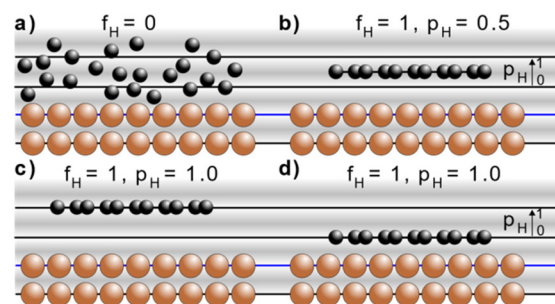 a) f_H = 0
b) f_H = 1, p_H = 0.5
p_H 1 0
c) f_H = 1, p_H = 1.0
d) f_H = 1, p_H = 1.0
p_H 1 0